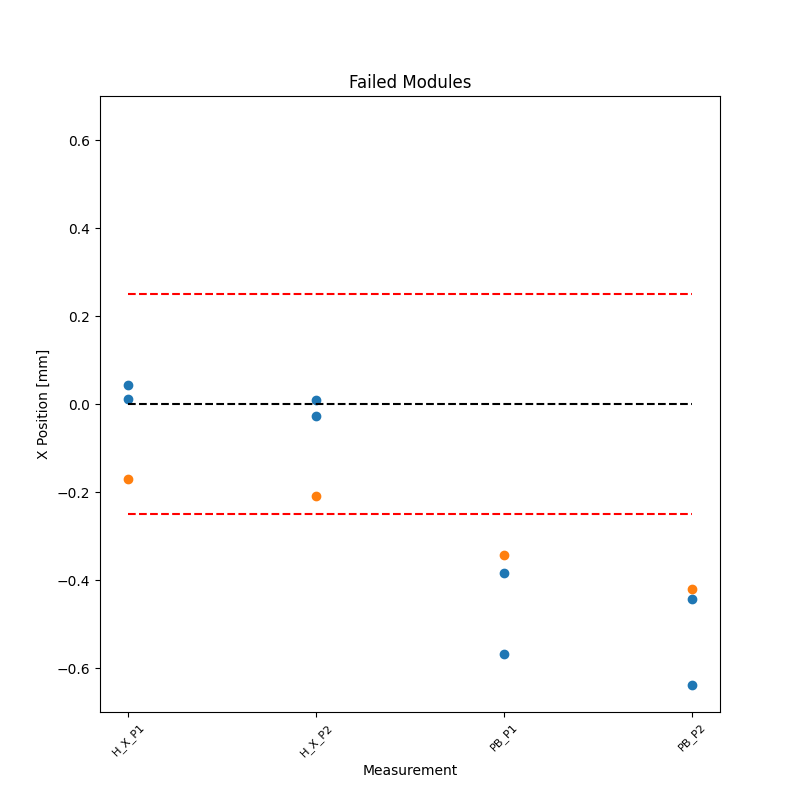 Failed Modules
0.6
0.4
0.2
0.0
−0.2
−0.4
−0.6
X Position [mm]
H_X_P1
H_X_P2
PB_P1
PB_P2
Measurement